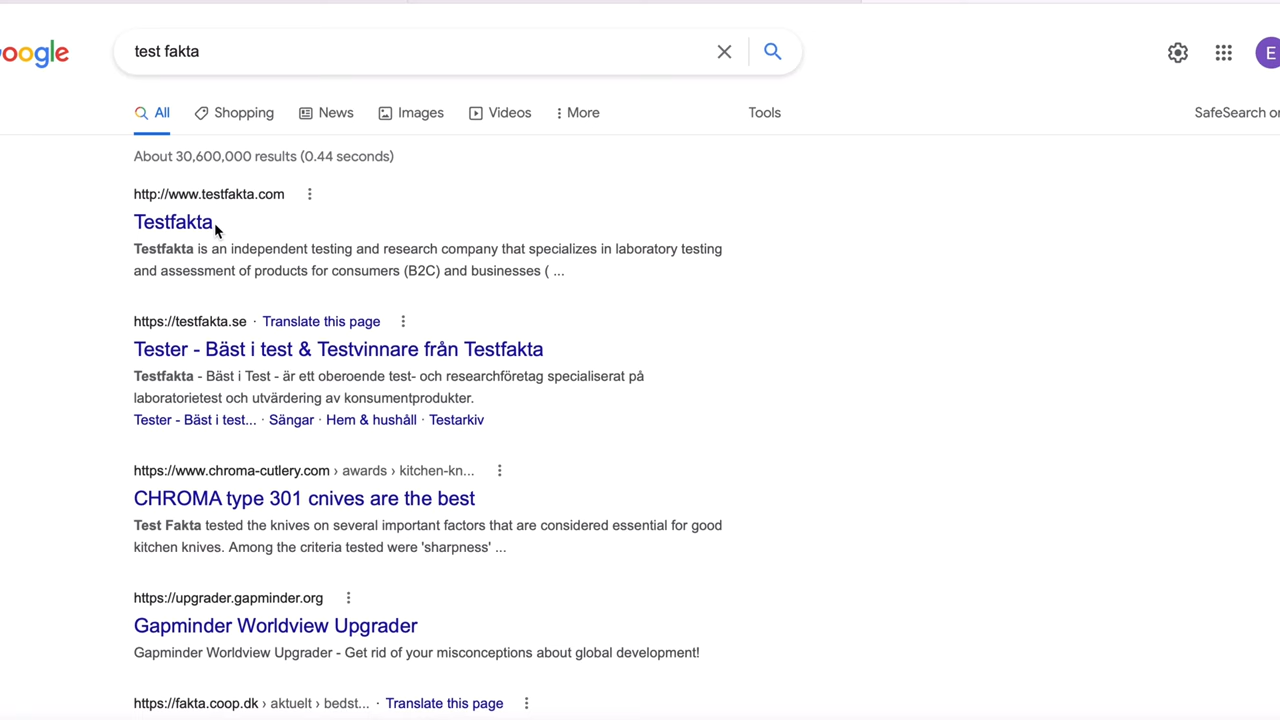 oogle
test fakta
E
All Shopping News Images Videos More Tools
About 30,600,000 results (0.44 seconds)
http://www.testfakta.com
Testfakta
Testfakta is an independent testing and research company that specializes in laboratory testing
and assessment of products for consumers (B2C) and businesses ( ...
https://testfakta.se · Translate this page
Tester - Bäst i test & Testvinnare från Testfakta
Testfakta - Bäst i Test - är ett oberoende test- och researchföretag specialiserat på
laboratorietest och utvärdering av konsumentprodukter.
Tester - Bäst i test... · Sängar · Hem & hushåll · Testarkiv
https://www.chroma-cutlery.com › awards › kitchen-kn...
CHROMA type 301 cnives are the best
Test Fakta tested the knives on several important factors that are considered essential for good
kitchen knives. Among the criteria tested were 'sharpness' ...
https://upgrader.gapminder.org
Gapminder Worldview Upgrader
Gapminder Worldview Upgrader - Get rid of your misconceptions about global development!
https://fakta.coop.dk › aktuelt › bedst... · Translate this page
SafeSearch on